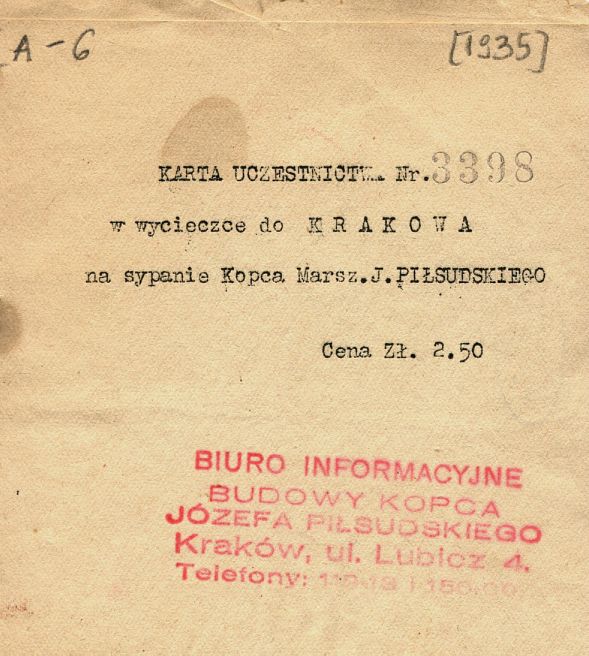 A-6 [1935]
KARTA UCZESTNICTWA Nr. 3398
w wycieczce do KRAKOWA
na sypanie Kopca Marsz.J.PIŁSUDSKIEGO
Cena Zł. 2.50
BIURO INFORMACYJNE
BUDOWY KOPCA
JÓZEFA PIŁSUDSKIEGO
Kraków, ul. Lubicz 4.
Telefony: